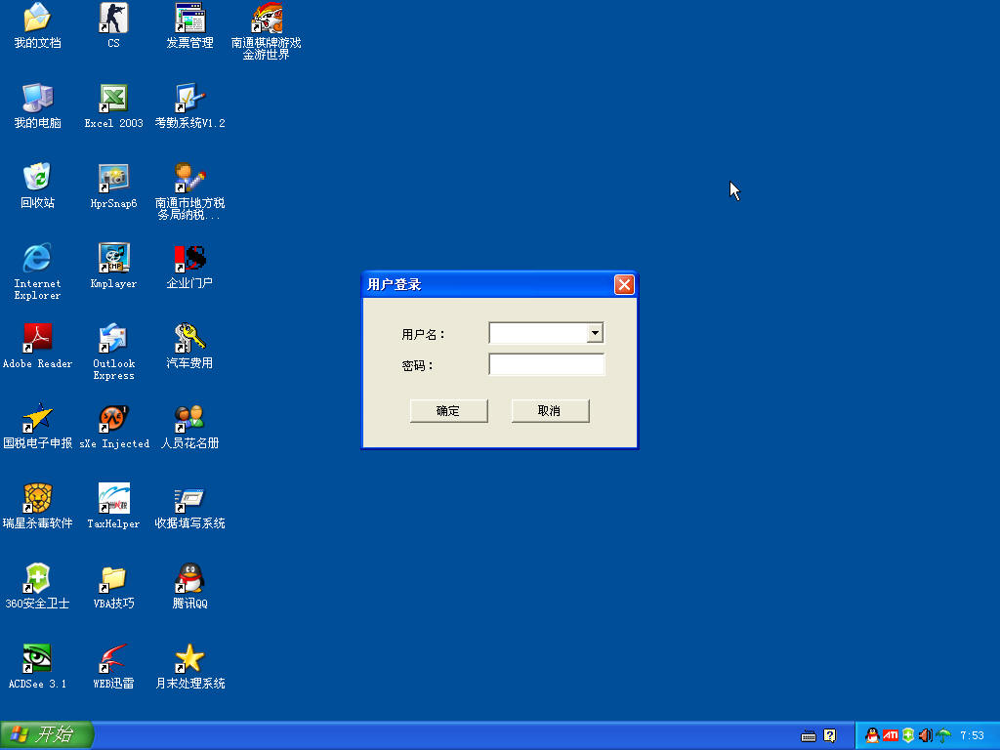 我的文档
CS
发票管理
南通棋牌游戏
金游世界
我的电脑
Excel 2003
考勤系统V1.2
回收站
HprSnap6
南通市地方税
务局纳税...
Internet
Explorer
Kmplayer
企业门户
Adobe Reader
Outlook
Express
汽车费用
国税电子申报
sXe Injected
人员花名册
瑞星杀毒软件
TaxHelper
收据填写系统
360安全卫士
VBA技巧
腾讯QQ
ACDSee 3.1
WEB迅雷
月末处理系统
用户登录
用户名：
密码：
确定
取消
开始
ATI
7:53